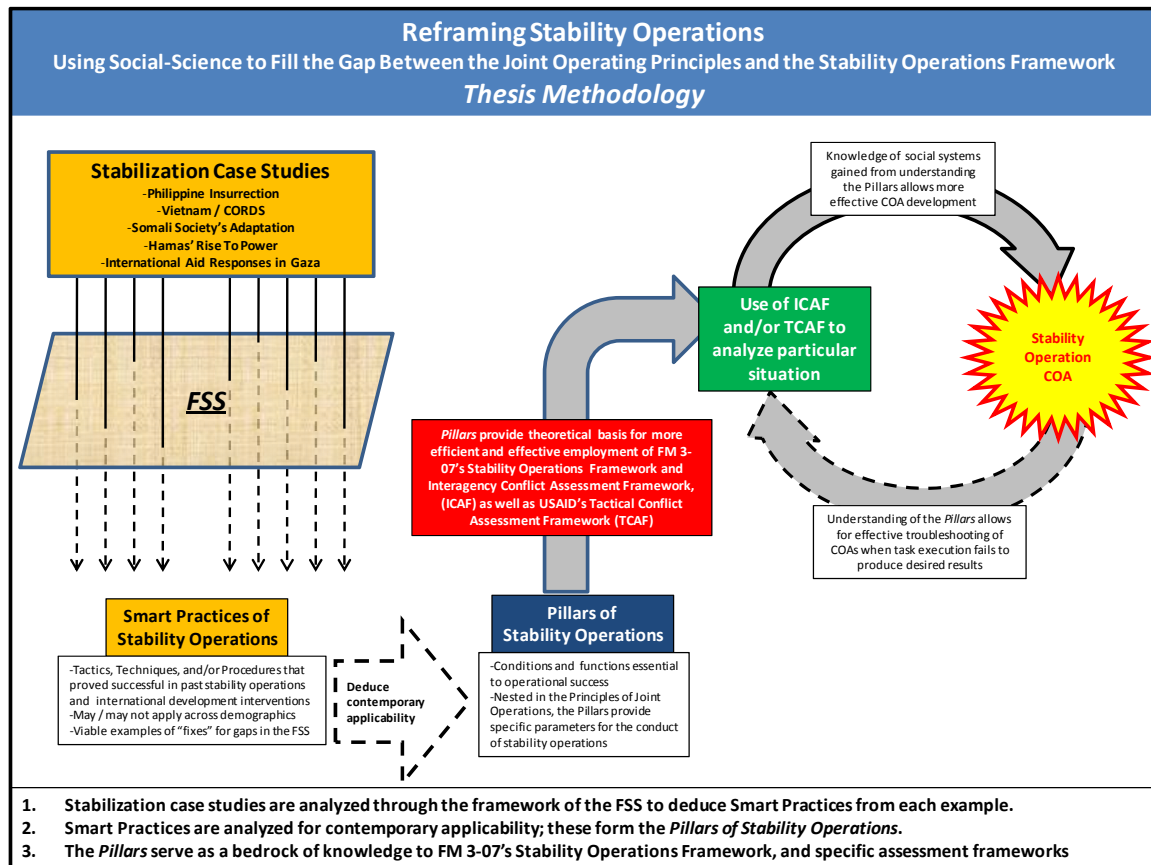 Reframing Stability Operations
Using Social-Science to Fill the Gap Between the Joint Operating Principles and the Stability Operations Framework
Thesis Methodology
Stabilization Case Studies
-Philippine Insurrection
-Vietnam / CORDS
-Somali Society's Adaptation
-Hamas' Rise To Power
-International Aid Responses in Gaza
FSS
Smart Practices of
Stability Operations
-Tactics, Techniques, and/or Procedures that
proved successful in past stability operations
and international development interventions
-May / may not apply across demographics
-Viable examples of "fixes" for gaps in the FSS
Deduce
contemporary
applicability
Pillars of
Stability Operations
-Conditions and functions essential
to operational success
-Nested in the Principles of Joint
Operations, the Pillars provide
specific parameters for the conduct
of stability operations
Pillars provide theoretical basis for more
efficient and effective employment of FM 3-
07's Stability Operations Framework and
Interagency Conflict Assessment Framework,
(ICAF) as well as USAID's Tactical Conflict
Assessment Framework (TCAF)
Use of ICAF
and/or TCAF to
analyze particular
situation
Knowledge of social systems
gained from understanding
the Pillars allows more
effective COA development
Stability
Operation
COA
Understanding of the Pillars allows
for effective troubleshooting of
COAs when task execution fails to
produce desired results
1. Stabilization case studies are analyzed through the framework of the FSS to deduce Smart Practices from each example.
2. Smart Practices are analyzed for contemporary applicability; these form the Pillars of Stability Operations.
3. The Pillars serve as a bedrock of knowledge to FM 3-07's Stability Operations Framework, and specific assessment frameworks